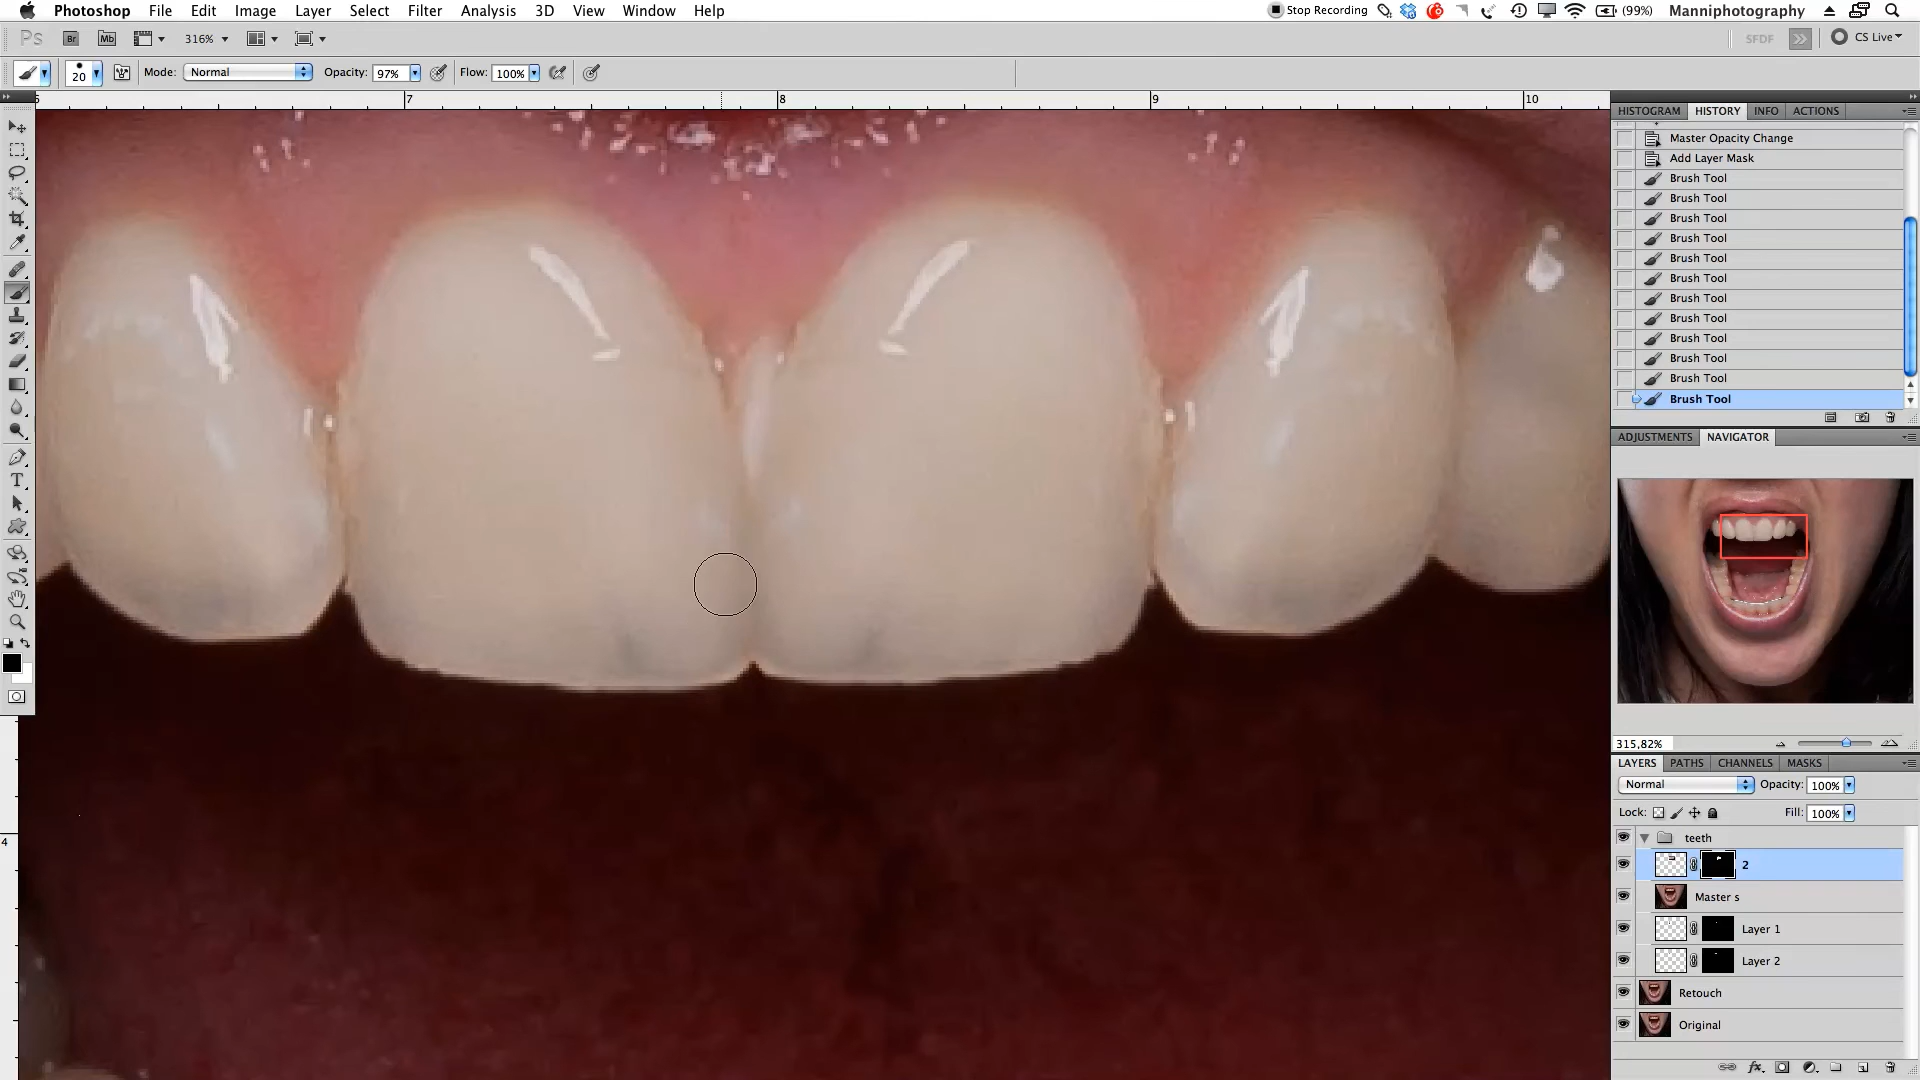 Photoshop File Edit Image Layer Select Filter Analysis 3D View Window Help Stop Recording (99%) Manniphotography
Ps Br Mb 316% SFDF CS Live
20 Mode: Normal Opacity: 97% Flow: 100%
7 8 9 10
HISTOGRAM HISTORY INFO ACTIONS
Master Opacity Change
Add Layer Mask
Brush Tool
Brush Tool
Brush Tool
Brush Tool
Brush Tool
Brush Tool
Brush Tool
Brush Tool
Brush Tool
Brush Tool
Brush Tool
Brush Tool
ADJUSTMENTS NAVIGATOR
315,82%
LAYERS PATHS CHANNELS MASKS
Normal Opacity: 100%
Lock: Fill: 100%
4
teeth
2
Master s
Layer 1
Layer 2
Retouch
Original